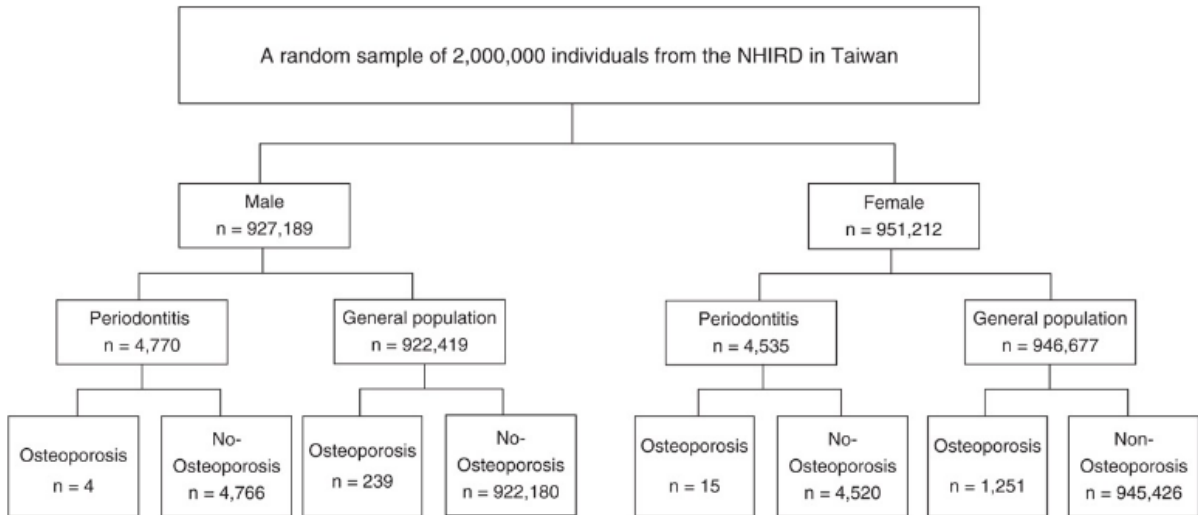 A random sample of 2,000,000 individuals from the NHIRD in Taiwan
Male
n = 927,189
Female
n = 951,212
Periodontitis
n = 4,770
General population
n = 922,419
Periodontitis
n = 4,535
General population
n = 946,677
Osteoporosis
n = 4
No-
Osteoporosis
n = 4,766
Osteoporosis
n = 239
No-
Osteoporosis
n = 922,180
Osteoporosis
n = 15
No-
Osteoporosis
n = 4,520
Osteoporosis
n = 1,251
Non-
Osteoporosis
n = 945,426